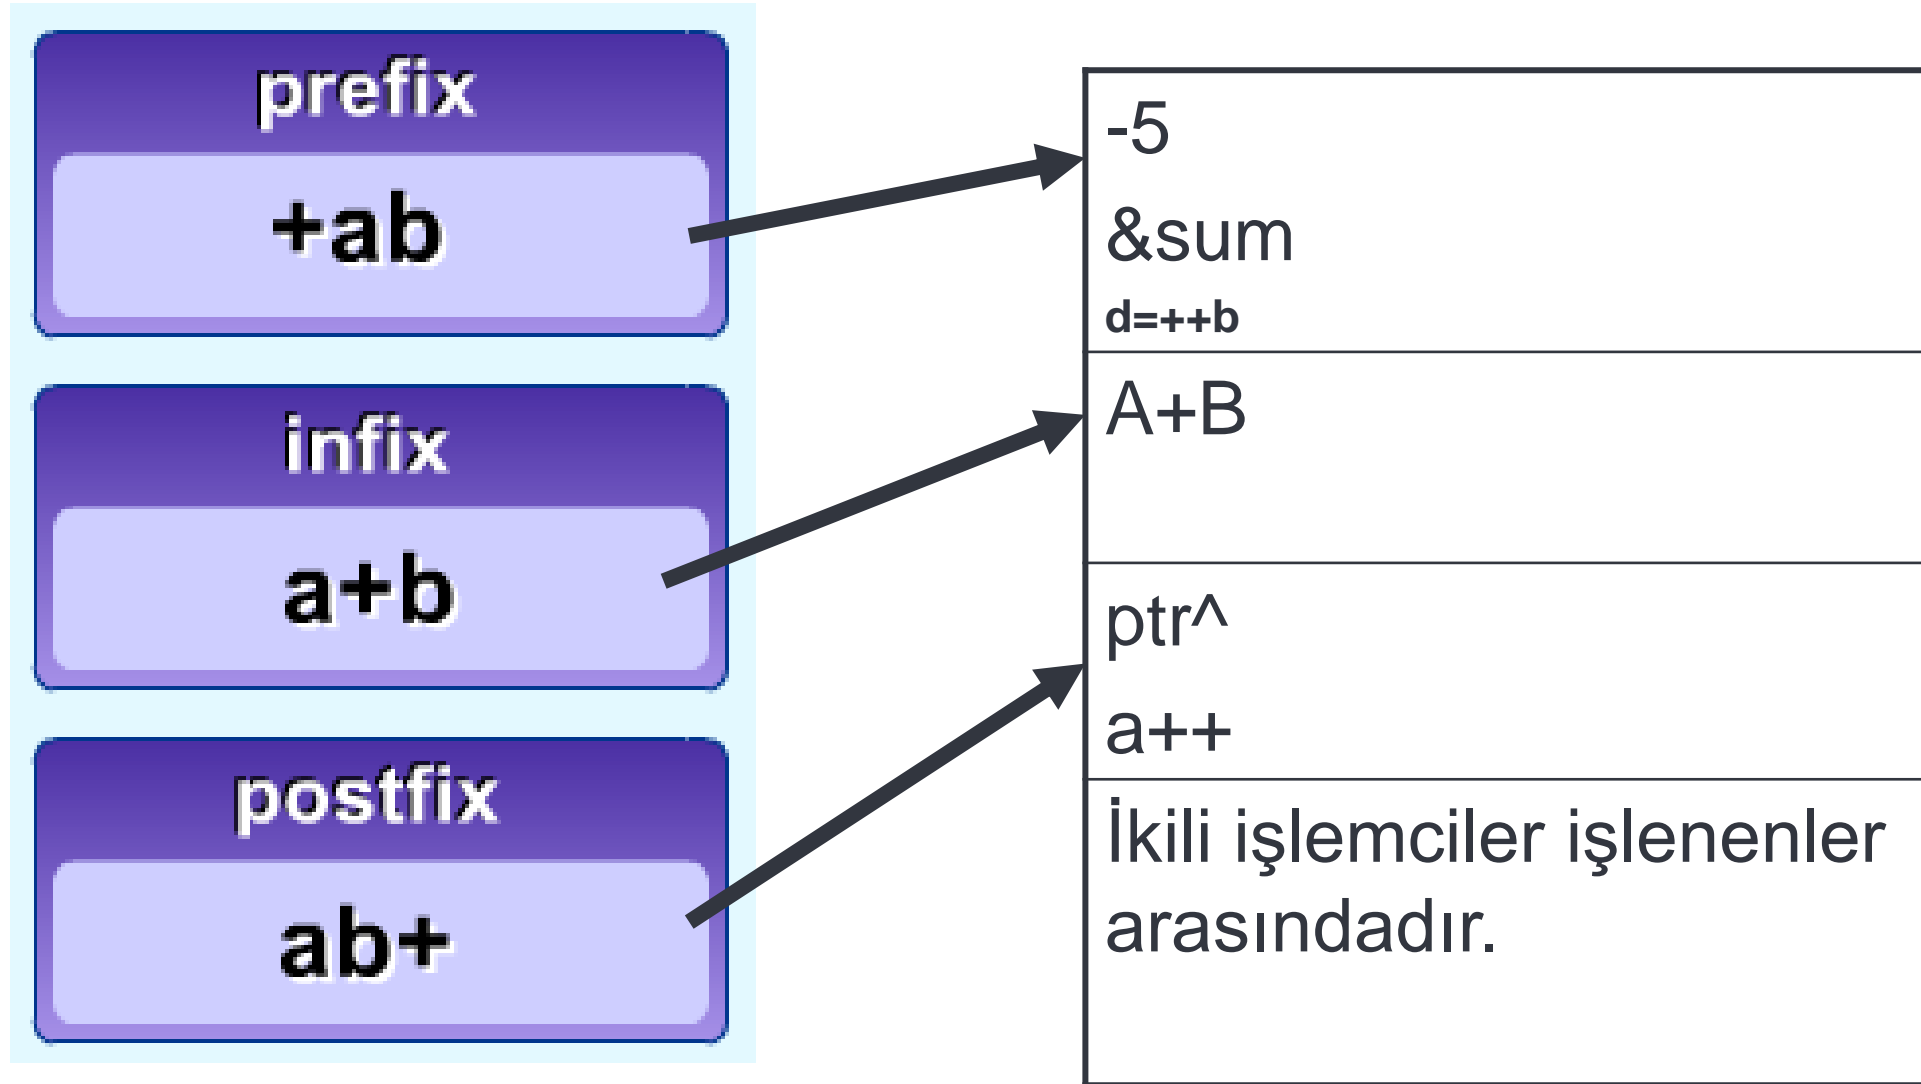 prefix
+ab
infix
a+b
postfix
ab+
-5
&sum
d=++b
A+B
ptr^
a++
İkili işlemciler işlenenler
arasındadır.